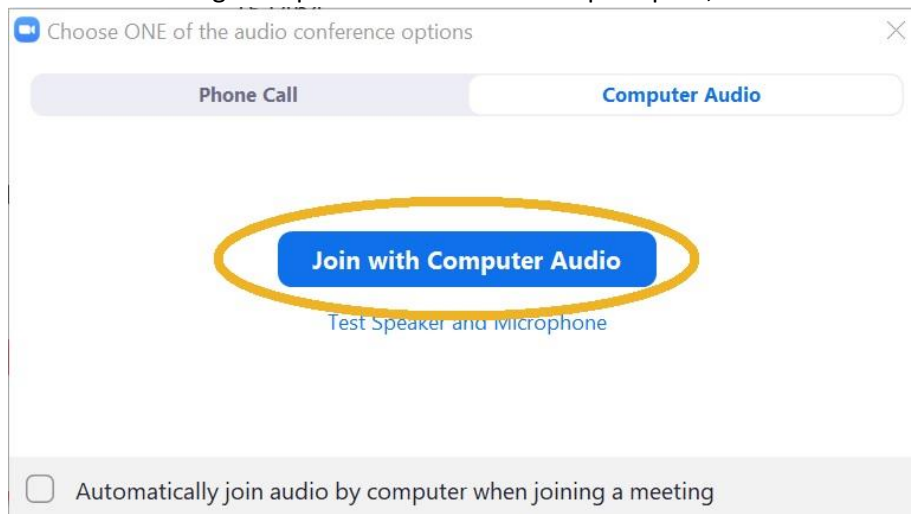 Choose ONE of the audio conference options
Phone Call
Computer Audio
Join with Computer Audio
Test Speaker and Microphone
Automatically join audio by computer when joining a meeting